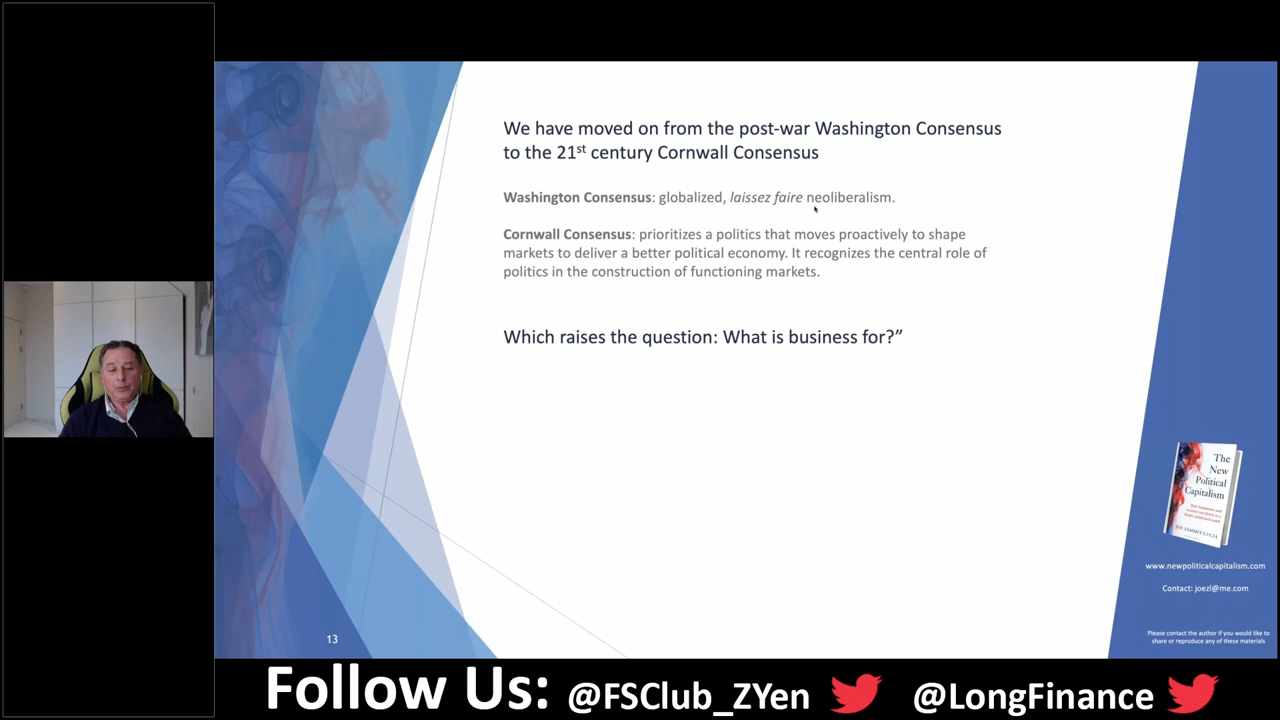 We have moved on from the post-war Washington Consensus
to the 21st century Cornwall Consensus
Washington Consensus: globalized, laissez faire neoliberalism.
Cornwall Consensus: prioritizes a politics that moves proactively to shape
markets to deliver a better political economy. It recognizes the central role of
politics in the construction of functioning markets.
Which raises the question: What is business for?”
The
New
Political
Capitalism
JOE ZAMMIT-LUCIA
www.newpoliticalcapitalism.com
Contact: joezl@me.com
Please contact the author if you would like to
share or reproduce any of these materials
13
Follow Us: @FSClub_ZYen @LongFinance